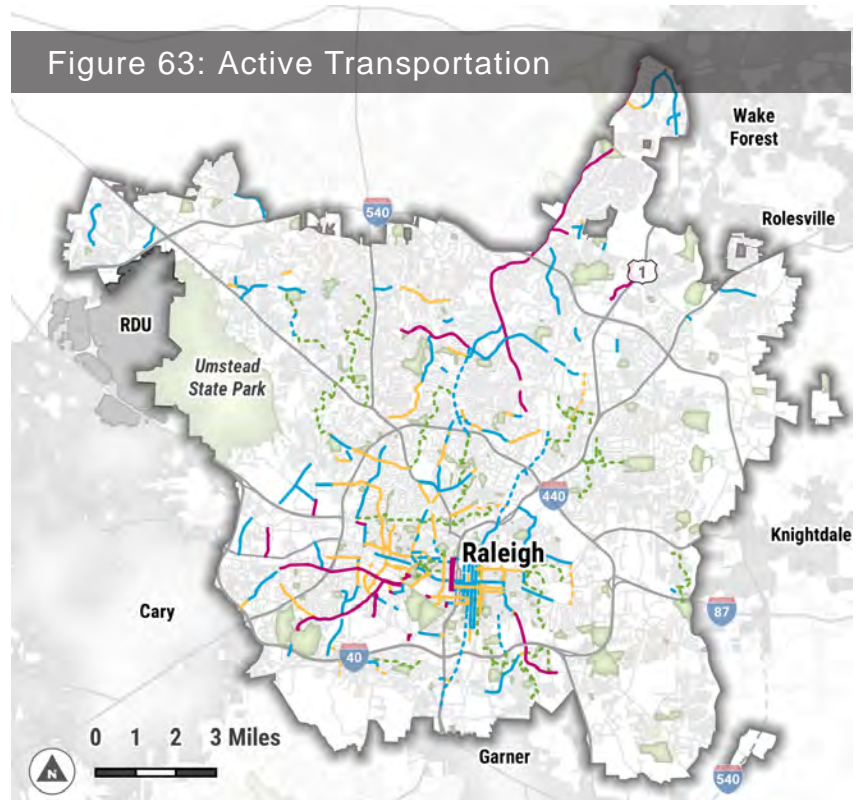 Figure 63: Active Transportation
Wake
Forest
540
Rolesville
1
RDU
Umstead
State Park
440
Raleigh
Knightdale
87
Cary
40
0 1 2 3 Miles
Garner
N
540